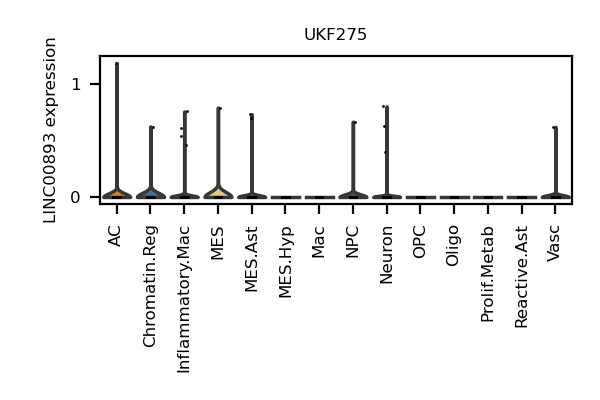 UKF275
LINC00893 expression
1
0
AC
Chromatin.Reg
Inflammatory.Mac
MES
MES.Ast
MES.Hyp
Mac
NPC
Neuron
OPC
Oligo
Prolif.Metab
Reactive.Ast
Vasc